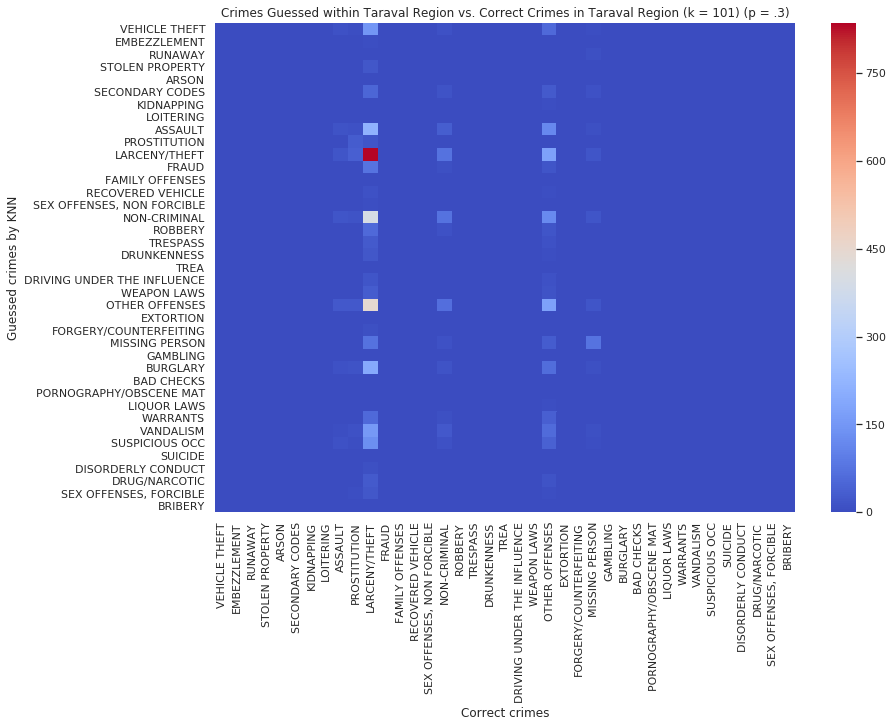 Crimes Guessed within Taraval Region vs. Correct Crimes in Taraval Region (k = 101) (p = .3)
Guessed crimes by KNN
VEHICLE THEFT
EMBEZZLEMENT
RUNAWAY
STOLEN PROPERTY
ARSON
SECONDARY CODES
KIDNAPPING
LOITERING
ASSAULT
PROSTITUTION
LARCENY/THEFT
FRAUD
FAMILY OFFENSES
RECOVERED VEHICLE
SEX OFFENSES, NON FORCIBLE
NON-CRIMINAL
ROBBERY
TRESPASS
DRUNKENNESS
TREA
DRIVING UNDER THE INFLUENCE
WEAPON LAWS
OTHER OFFENSES
EXTORTION
FORGERY/COUNTERFEITING
MISSING PERSON
GAMBLING
BURGLARY
BAD CHECKS
PORNOGRAPHY/OBSCENE MAT
LIQUOR LAWS
WARRANTS
VANDALISM
SUSPICIOUS OCC
SUICIDE
DISORDERLY CONDUCT
DRUG/NARCOTIC
SEX OFFENSES, FORCIBLE
BRIBERY
VEHICLE THEFT
EMBEZZLEMENT
RUNAWAY
STOLEN PROPERTY
ARSON
SECONDARY CODES
KIDNAPPING
LOITERING
ASSAULT
PROSTITUTION
LARCENY/THEFT
FRAUD
FAMILY OFFENSES
RECOVERED VEHICLE
SEX OFFENSES, NON FORCIBLE
NON-CRIMINAL
ROBBERY
TRESPASS
DRUNKENNESS
TREA
DRIVING UNDER THE INFLUENCE
WEAPON LAWS
OTHER OFFENSES
EXTORTION
FORGERY/COUNTERFEITING
MISSING PERSON
GAMBLING
BURGLARY
BAD CHECKS
PORNOGRAPHY/OBSCENE MAT
LIQUOR LAWS
WARRANTS
VANDALISM
SUSPICIOUS OCC
SUICIDE
DISORDERLY CONDUCT
DRUG/NARCOTIC
SEX OFFENSES, FORCIBLE
BRIBERY
Correct crimes
750
600
450
300
150
0